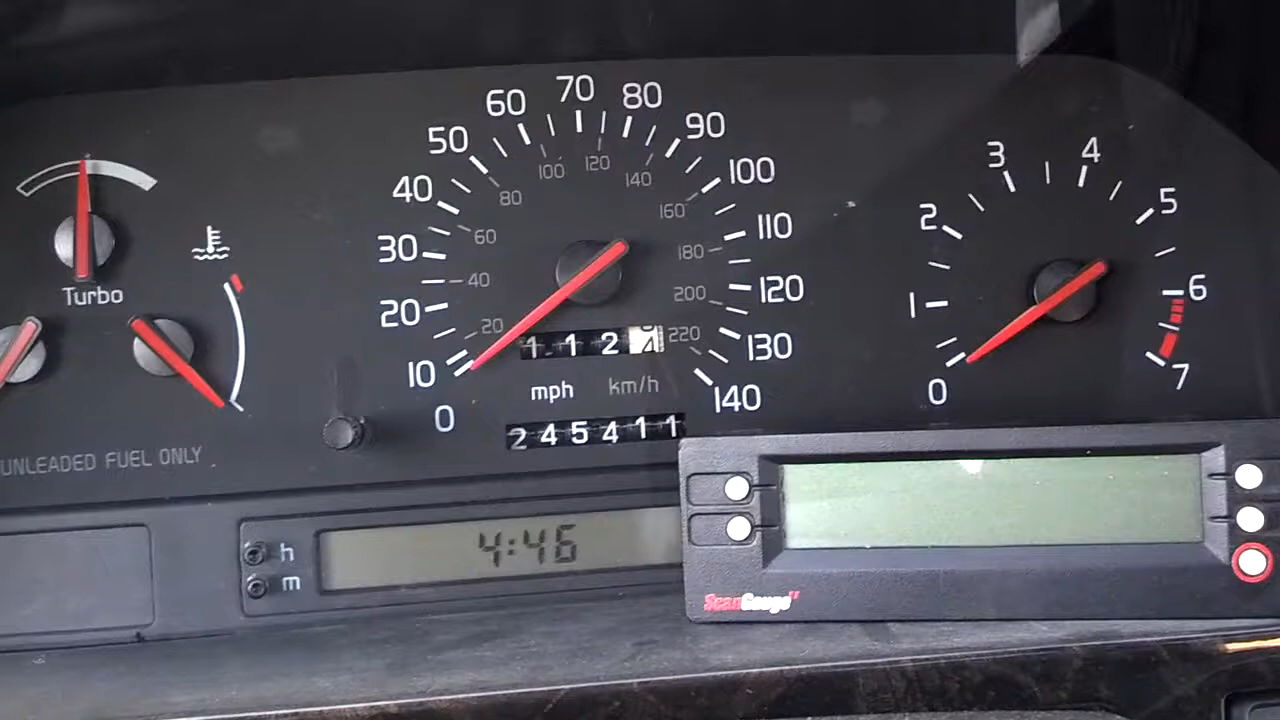 Turbo
UNLEADED FUEL ONLY
0 10 20 30 40 50 60 70 80 90 100 110 120 130 140
20 40 60 80 100 120 140 160 180 200 220
1 1 2 4
mph km/h
2 4 5 4 1 1
0 1 2 3 4 5 6 7
h
m
4:46
ScanGauge II